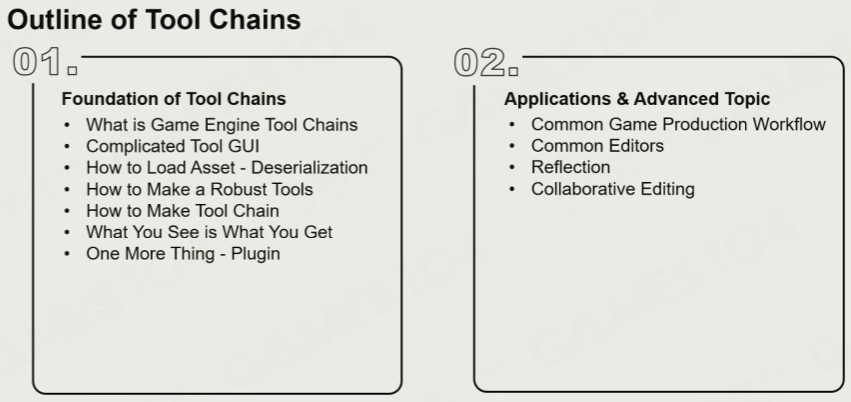 Outline of Tool Chains
01.
Foundation of Tool Chains
• What is Game Engine Tool Chains
• Complicated Tool GUI
• How to Load Asset - Deserialization
• How to Make a Robust Tools
• How to Make Tool Chain
• What You See is What You Get
• One More Thing - Plugin
02.
Applications & Advanced Topic
• Common Game Production Workflow
• Common Editors
• Reflection
• Collaborative Editing
GAMES104